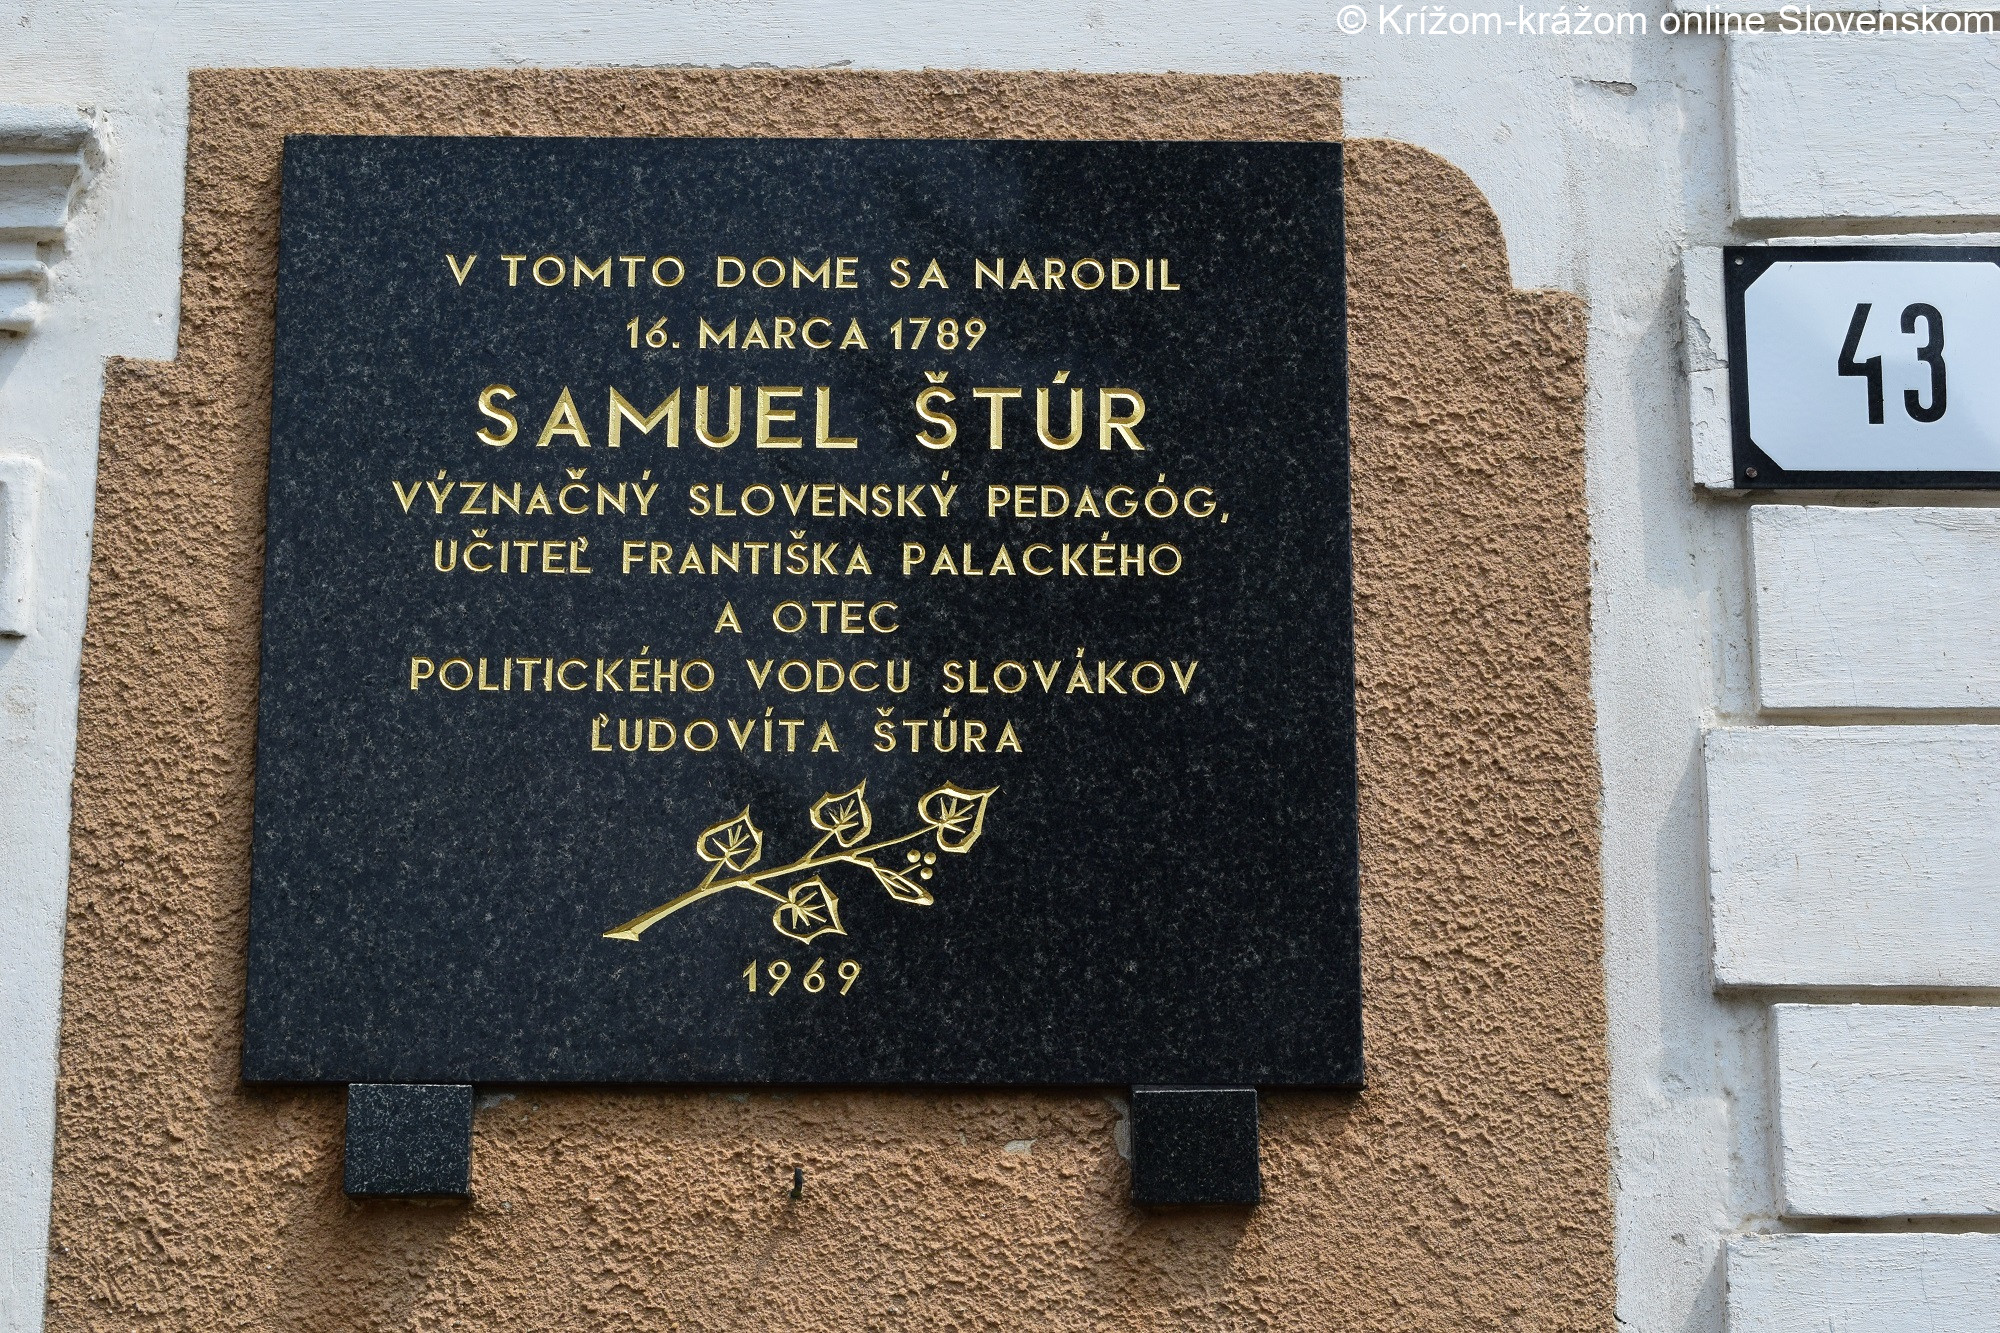 © Krížom-krážom online Slovenskom
V TOMTO DOME SA NARODIL
16. MARCA 1789
SAMUEL ŠTÚR
VÝZNAČNÝ SLOVENSKÝ PEDAGÓG,
UČITEĽ FRANTIŠKA PALACKÉHO
A OTEC
POLITICKÉHO VODCU SLOVÁKOV
ĽUDOVÍTA ŠTÚRA
1969
43